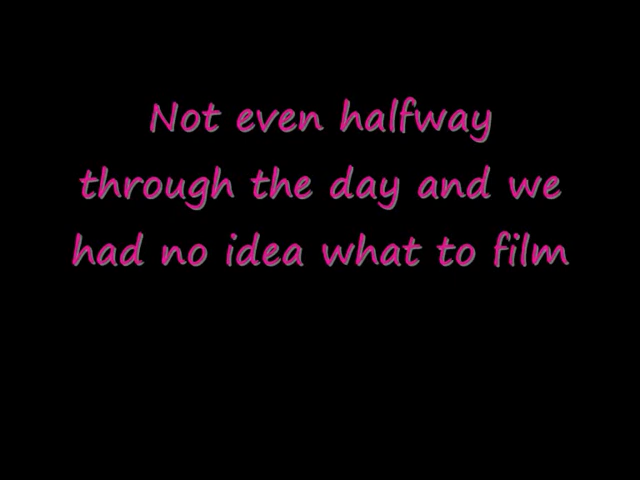 Not even halfway
through the day and we
had no idea what to film